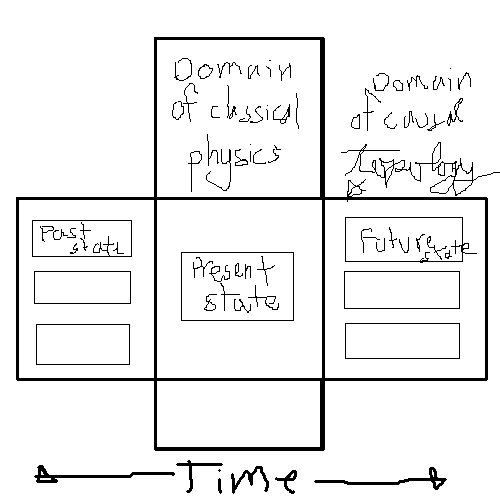 Domain
of classical
physics
Domain
of causal
Topology
Past
state
Present
state
Future
state
Time